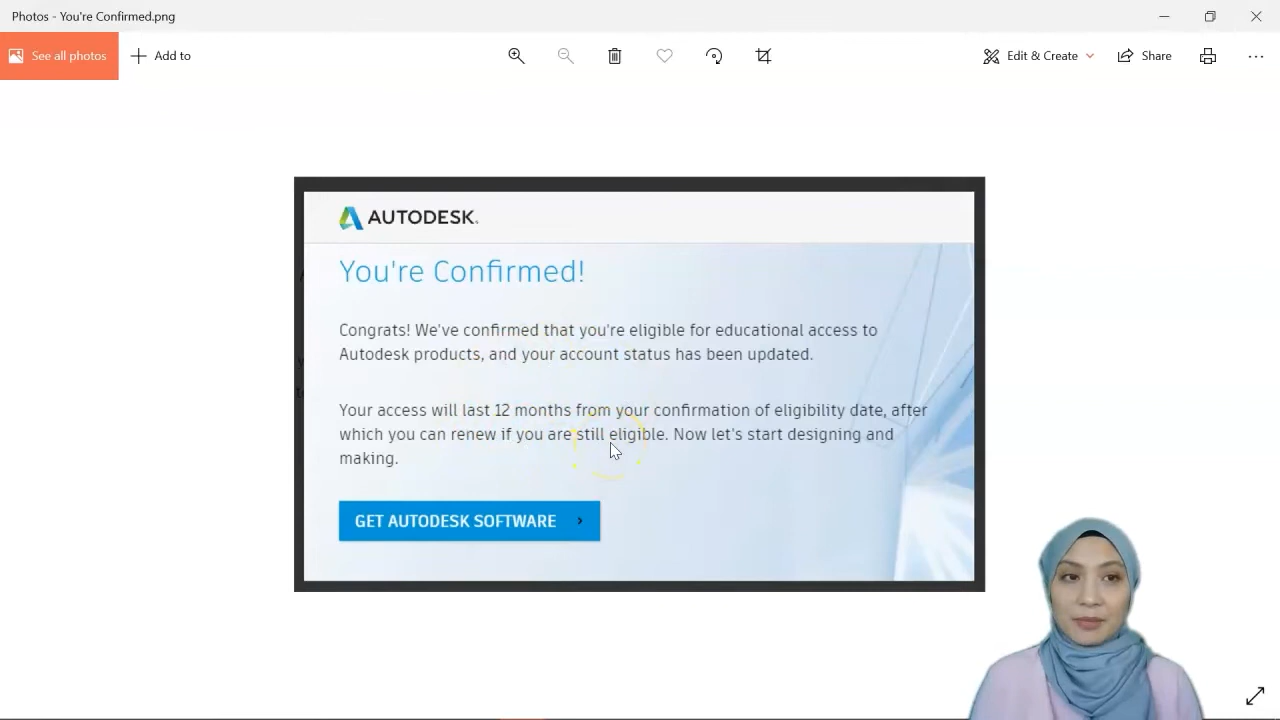 Photos - You're Confirmed.png
See all photos
Add to
Edit & Create
Share
AUTODESK.
You're Confirmed!
Congrats! We've confirmed that you're eligible for educational access to
Autodesk products, and your account status has been updated.
Your access will last 12 months from your confirmation of eligibility date, after
which you can renew if you are still eligible. Now let's start designing and
making.
GET AUTODESK SOFTWARE